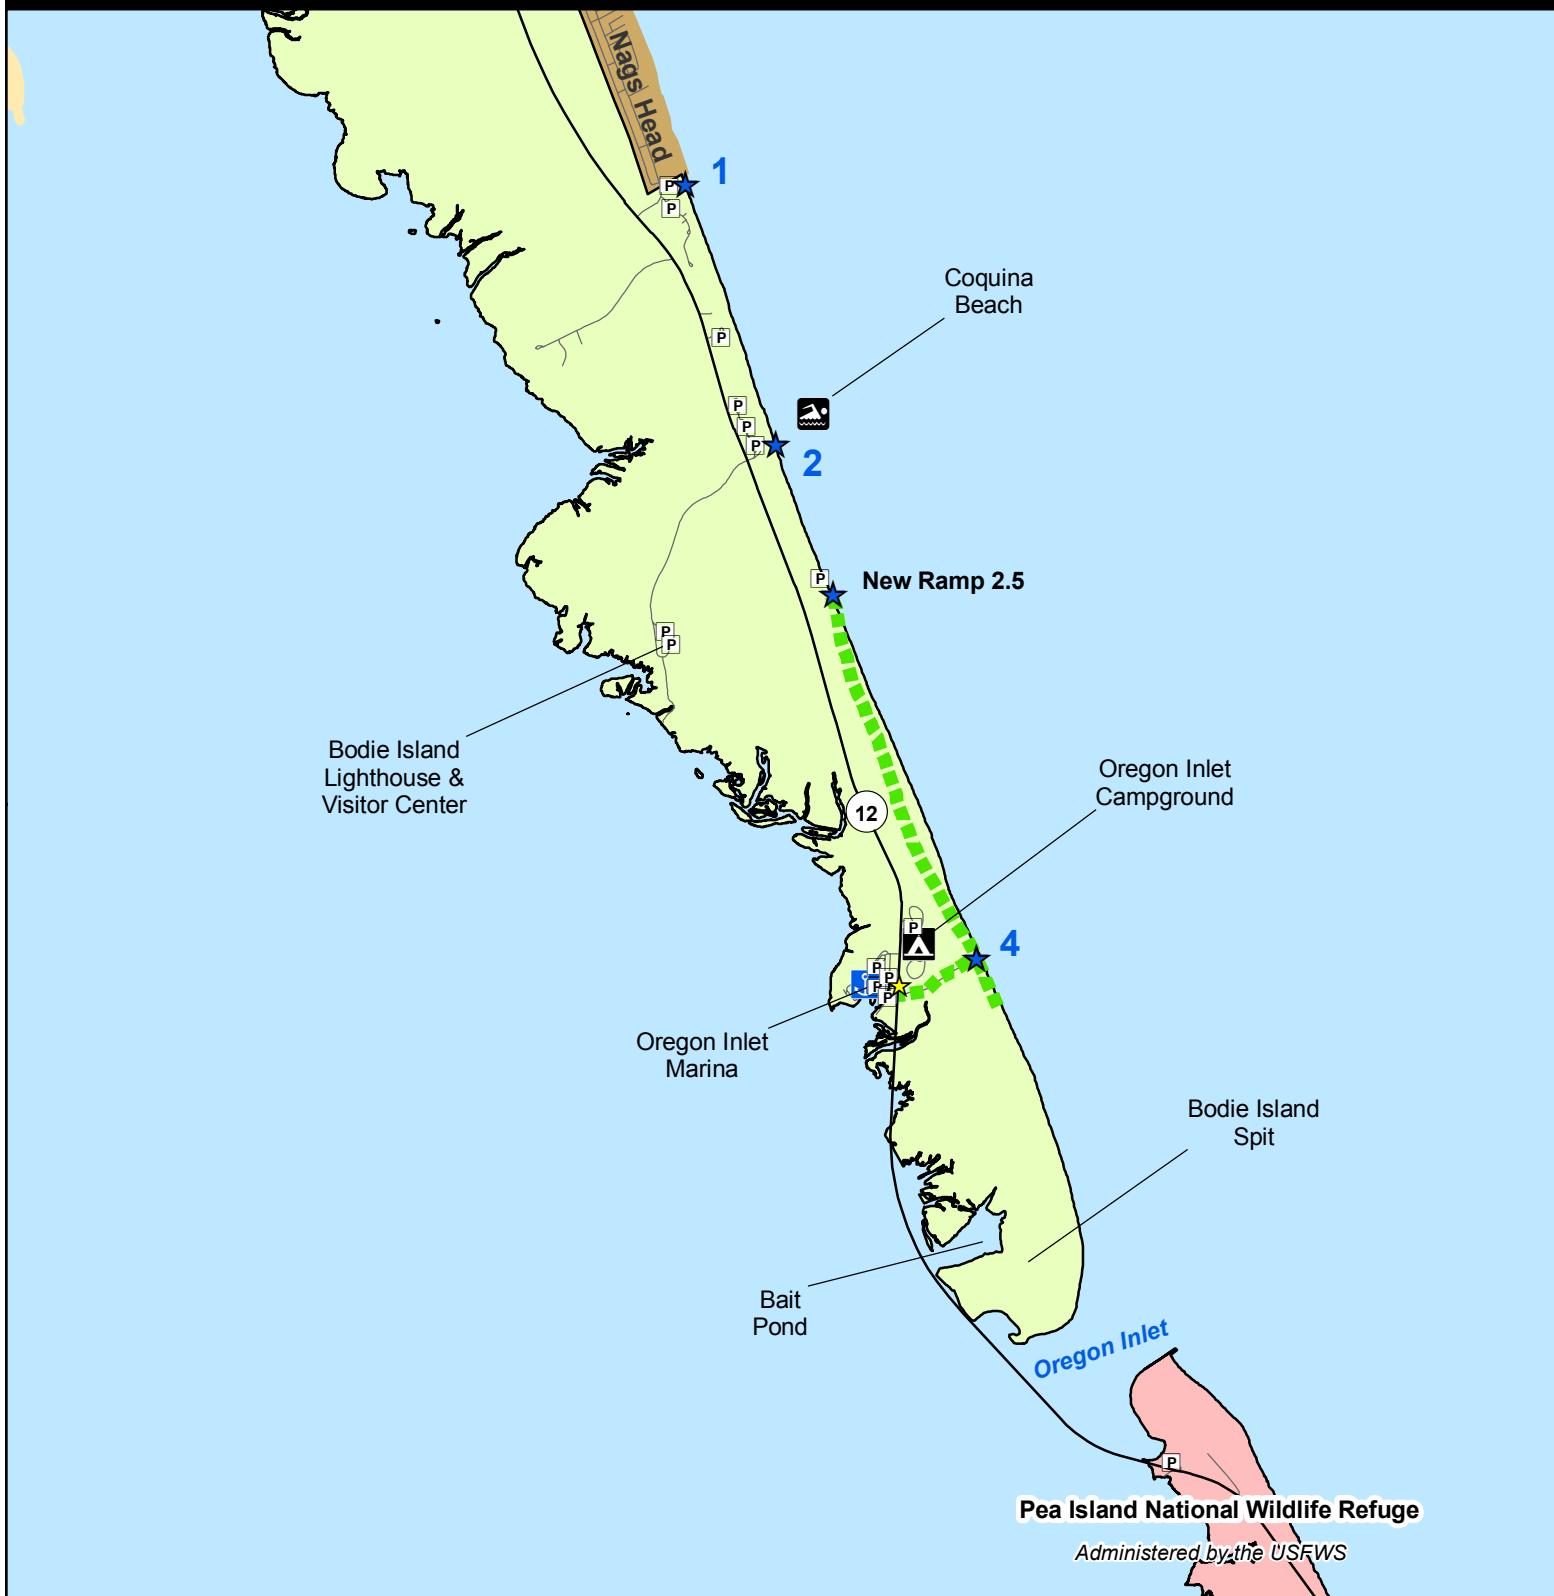 Nags Head
1
P
P
Coquina
Beach
P
P
P
P
2
P
New Ramp 2.5
P
P
Bodie Island
Lighthouse &
Visitor Center
Oregon Inlet
Campground
12
P
4
P
P
P
P
Oregon Inlet
Marina
Bodie Island
Spit
Bait
Pond
Oregon Inlet
P
Pea Island National Wildlife Refuge
Administered by the USFWS